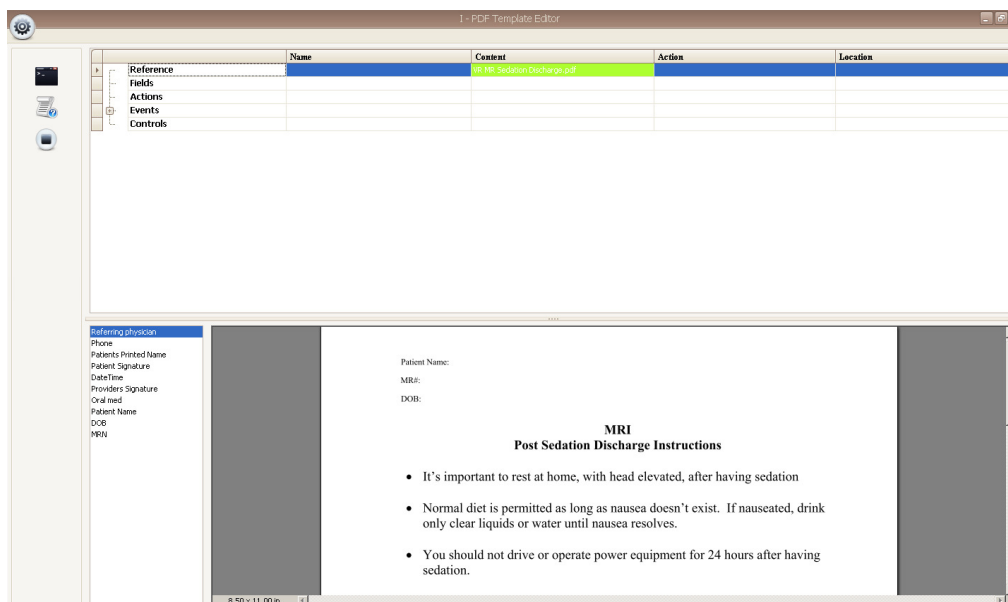 I - PDF Template Editor
Name Content Action Location
Reference VR MR Sedation Discharge.pdf
Fields
Actions
Events
Controls
Referring physician
Phone
Patients Printed Name
Patient Signature
DateTime
Providers Signature
Oral med
Patient Name
DOB
MRN
Patient Name:
MR#:
DOB:
MRI
Post Sedation Discharge Instructions
• It's important to rest at home, with head elevated, after having sedation
• Normal diet is permitted as long as nausea doesn't exist. If nauseated, drink
only clear liquids or water until nausea resolves.
• You should not drive or operate power equipment for 24 hours after having
sedation.
8.50 x 11.00 in